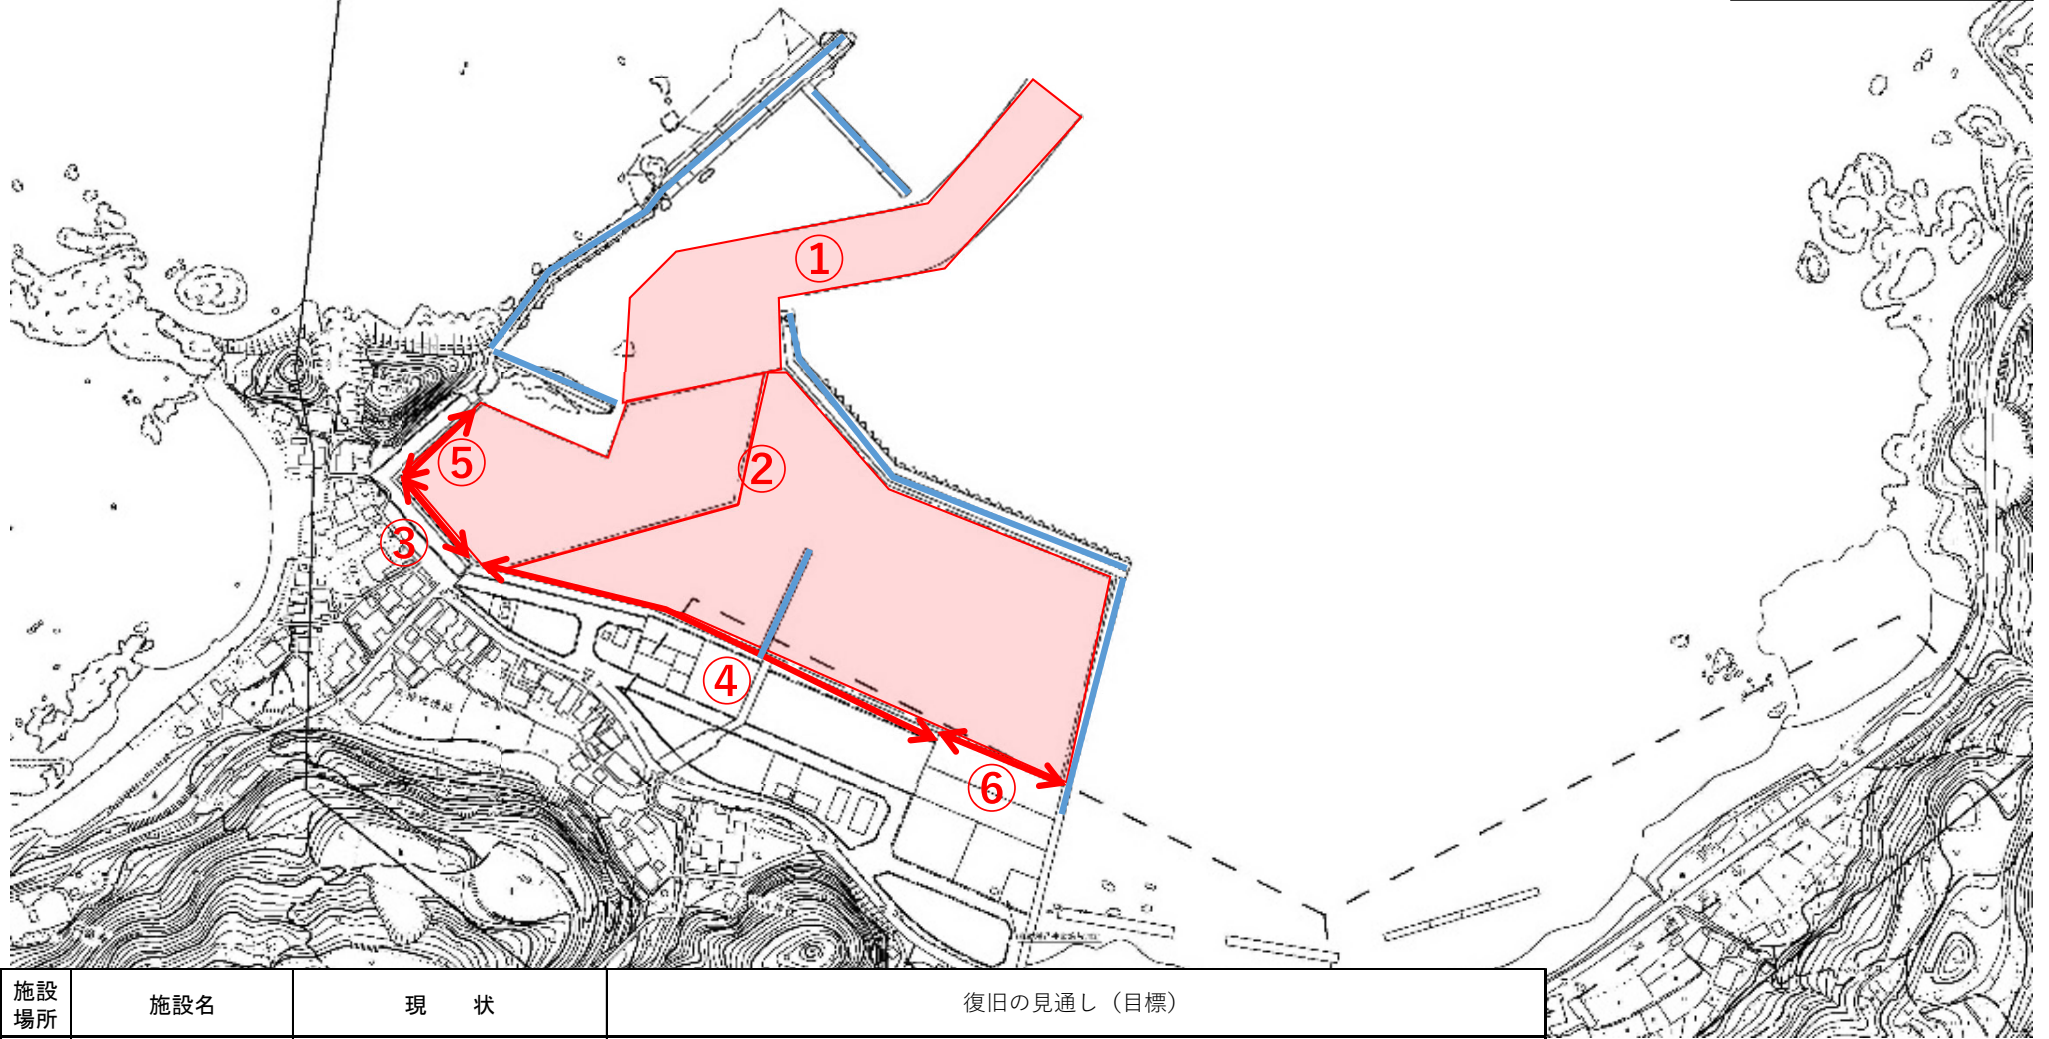 ①
②
⑤
③
④
⑥
施設
場所
施設名
現　状
復旧の見通し（目標）